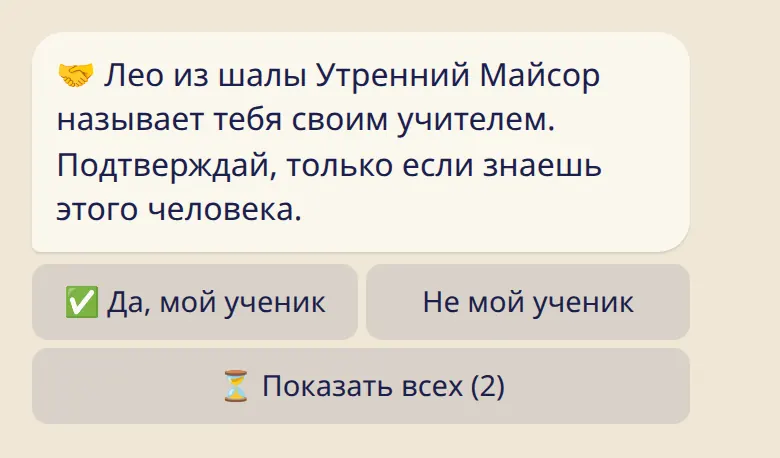 🤝 Лео из шалы Утренний Майсор
называет тебя своим учителем.
Подтверждай, только если знаешь
этого человека.
✅ Да, мой ученик
Не мой ученик
⏳ Показать всех (2)